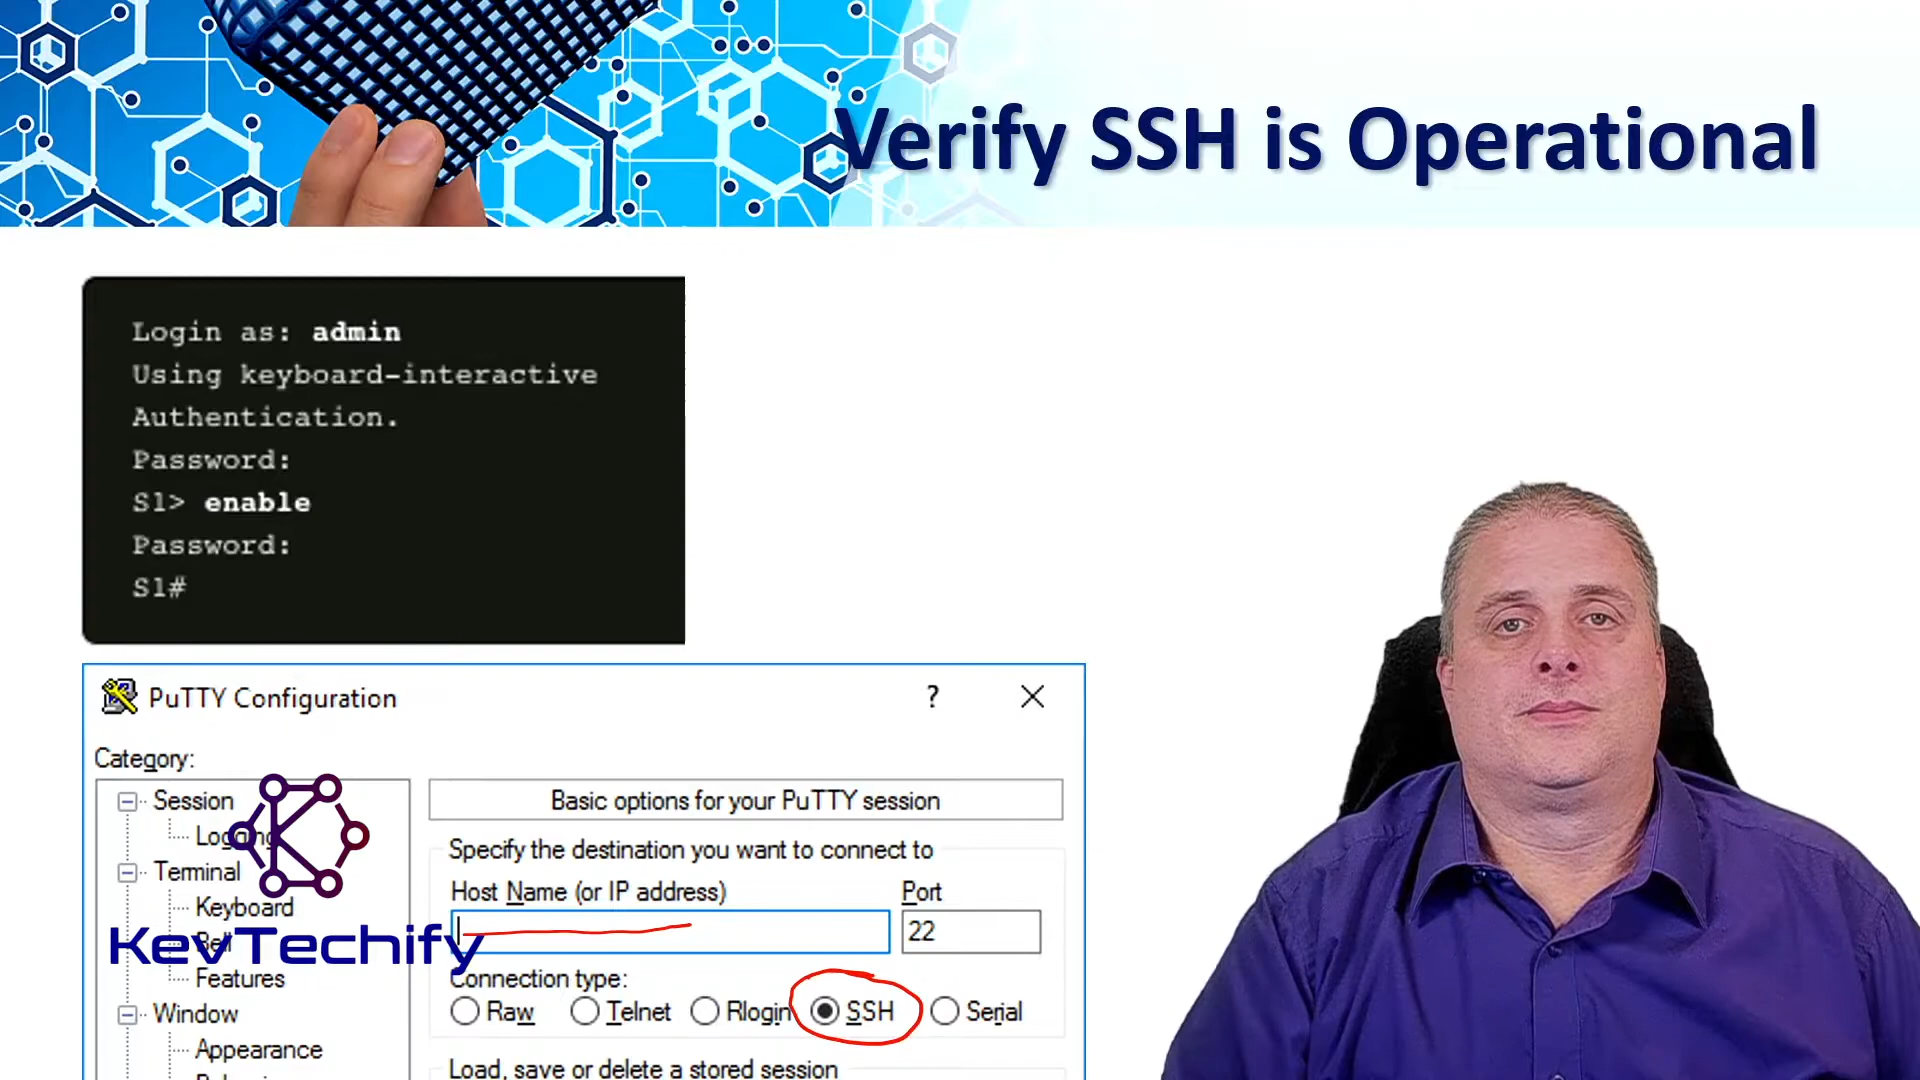 Verify SSH is Operational
Login as: admin
Using keyboard-interactive
Authentication.
Password:
S1> enable
Password:
S1#
PuTTY Configuration
?
Category:
Session
Logging
Terminal
Keyboard
Bell
Features
Window
Appearance
KevTechify
Basic options for your PuTTY session
Specify the destination you want to connect to
Host Name (or IP address) Port
22
Connection type:
Raw Telnet Rlogin SSH Serial
Load, save or delete a stored session